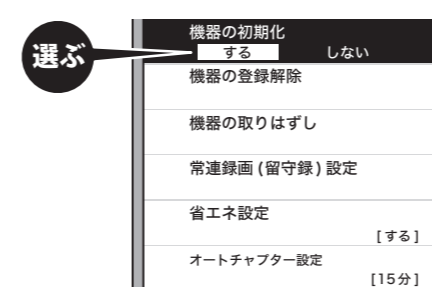 選ぶ
機器の初期化
する しない
機器の登録解除
機器の取りはずし
常連録画(留守録)設定
省エネ設定
[する]
オートチャプター設定
[15分]